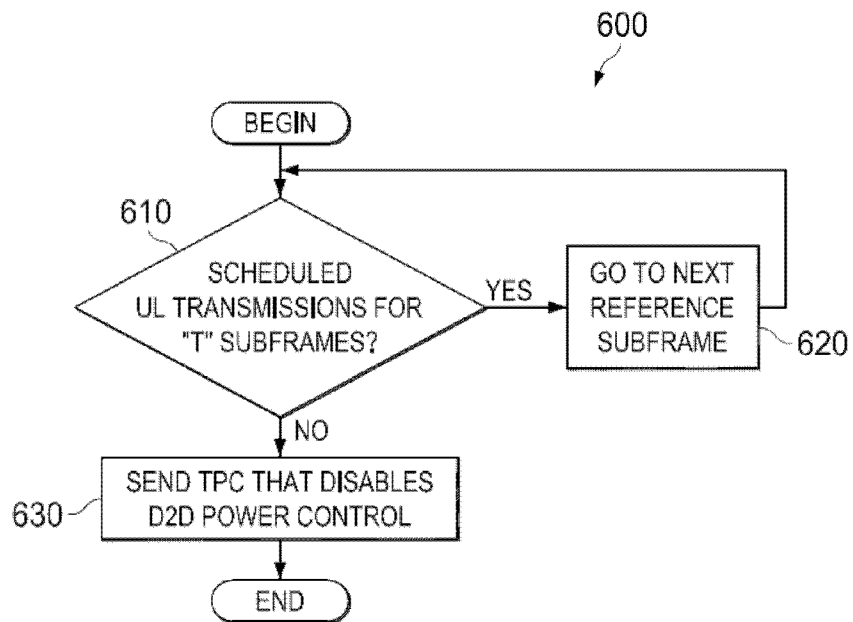 600
BEGIN
610
SCHEDULED
UL TRANSMISSIONS FOR
"T" SUBFRAMES?
YES
GO TO NEXT
REFERENCE
SUBFRAME
620
NO
SEND TPC THAT DISABLES
D2D POWER CONTROL
630
END